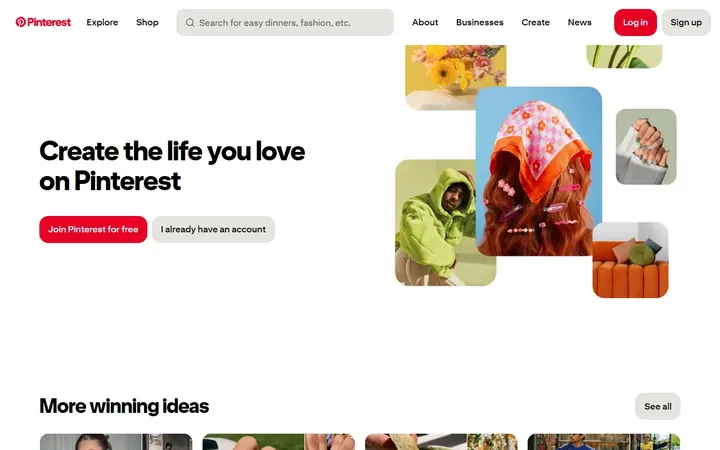 Pinterest
Explore
Shop
Search for easy dinners, fashion, etc.
About
Businesses
Create
News
Log in
Sign up
Create the life you love
on Pinterest
Join Pinterest for free
I already have an account
More winning ideas
See all